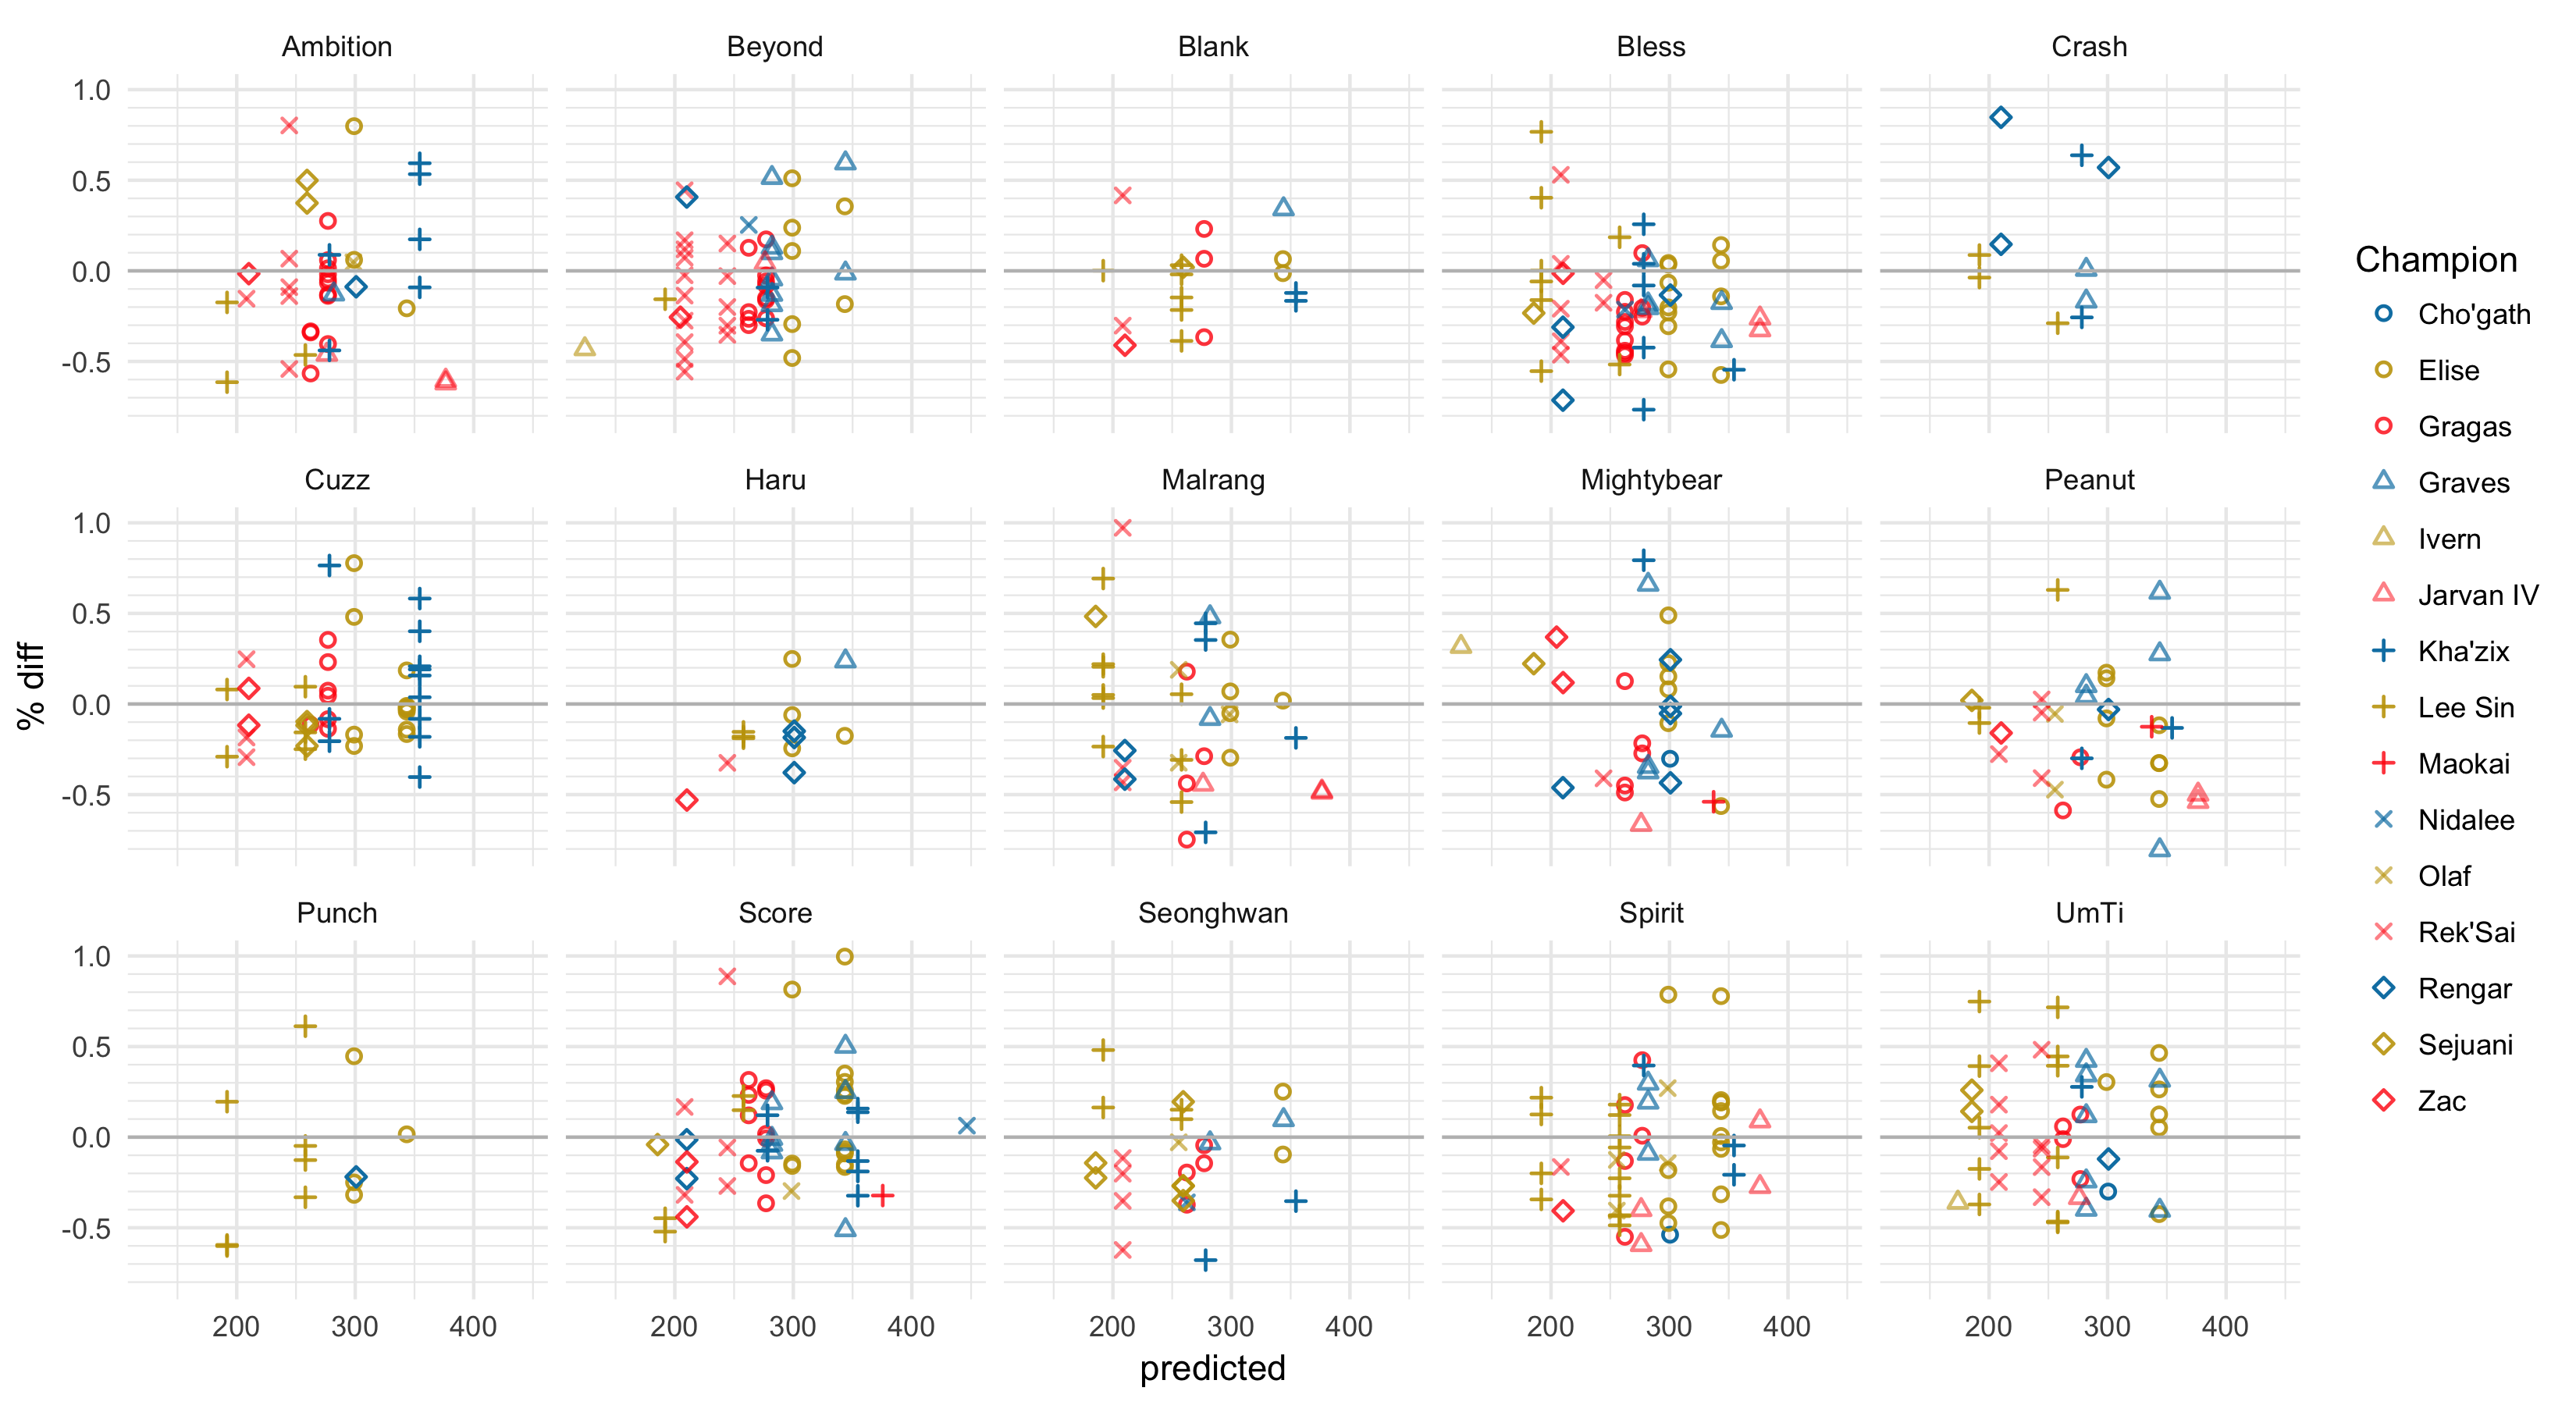 Ambition
Beyond
Blank
Bless
Crash
1.0
0.5
0.0
-0.5
Cuzz
Haru
Malrang
Mightybear
Peanut
1.0
0.5
0.0
-0.5
Punch
Score
Seonghwan
Spirit
UmTi
1.0
0.5
0.0
-0.5
200 300 400
200 300 400
200 300 400
200 300 400
200 300 400
predicted
% diff
Champion
Cho'gath
Elise
Gragas
Graves
Ivern
Jarvan IV
Kha'zix
Lee Sin
Maokai
Nidalee
Olaf
Rek'Sai
Rengar
Sejuani
Zac